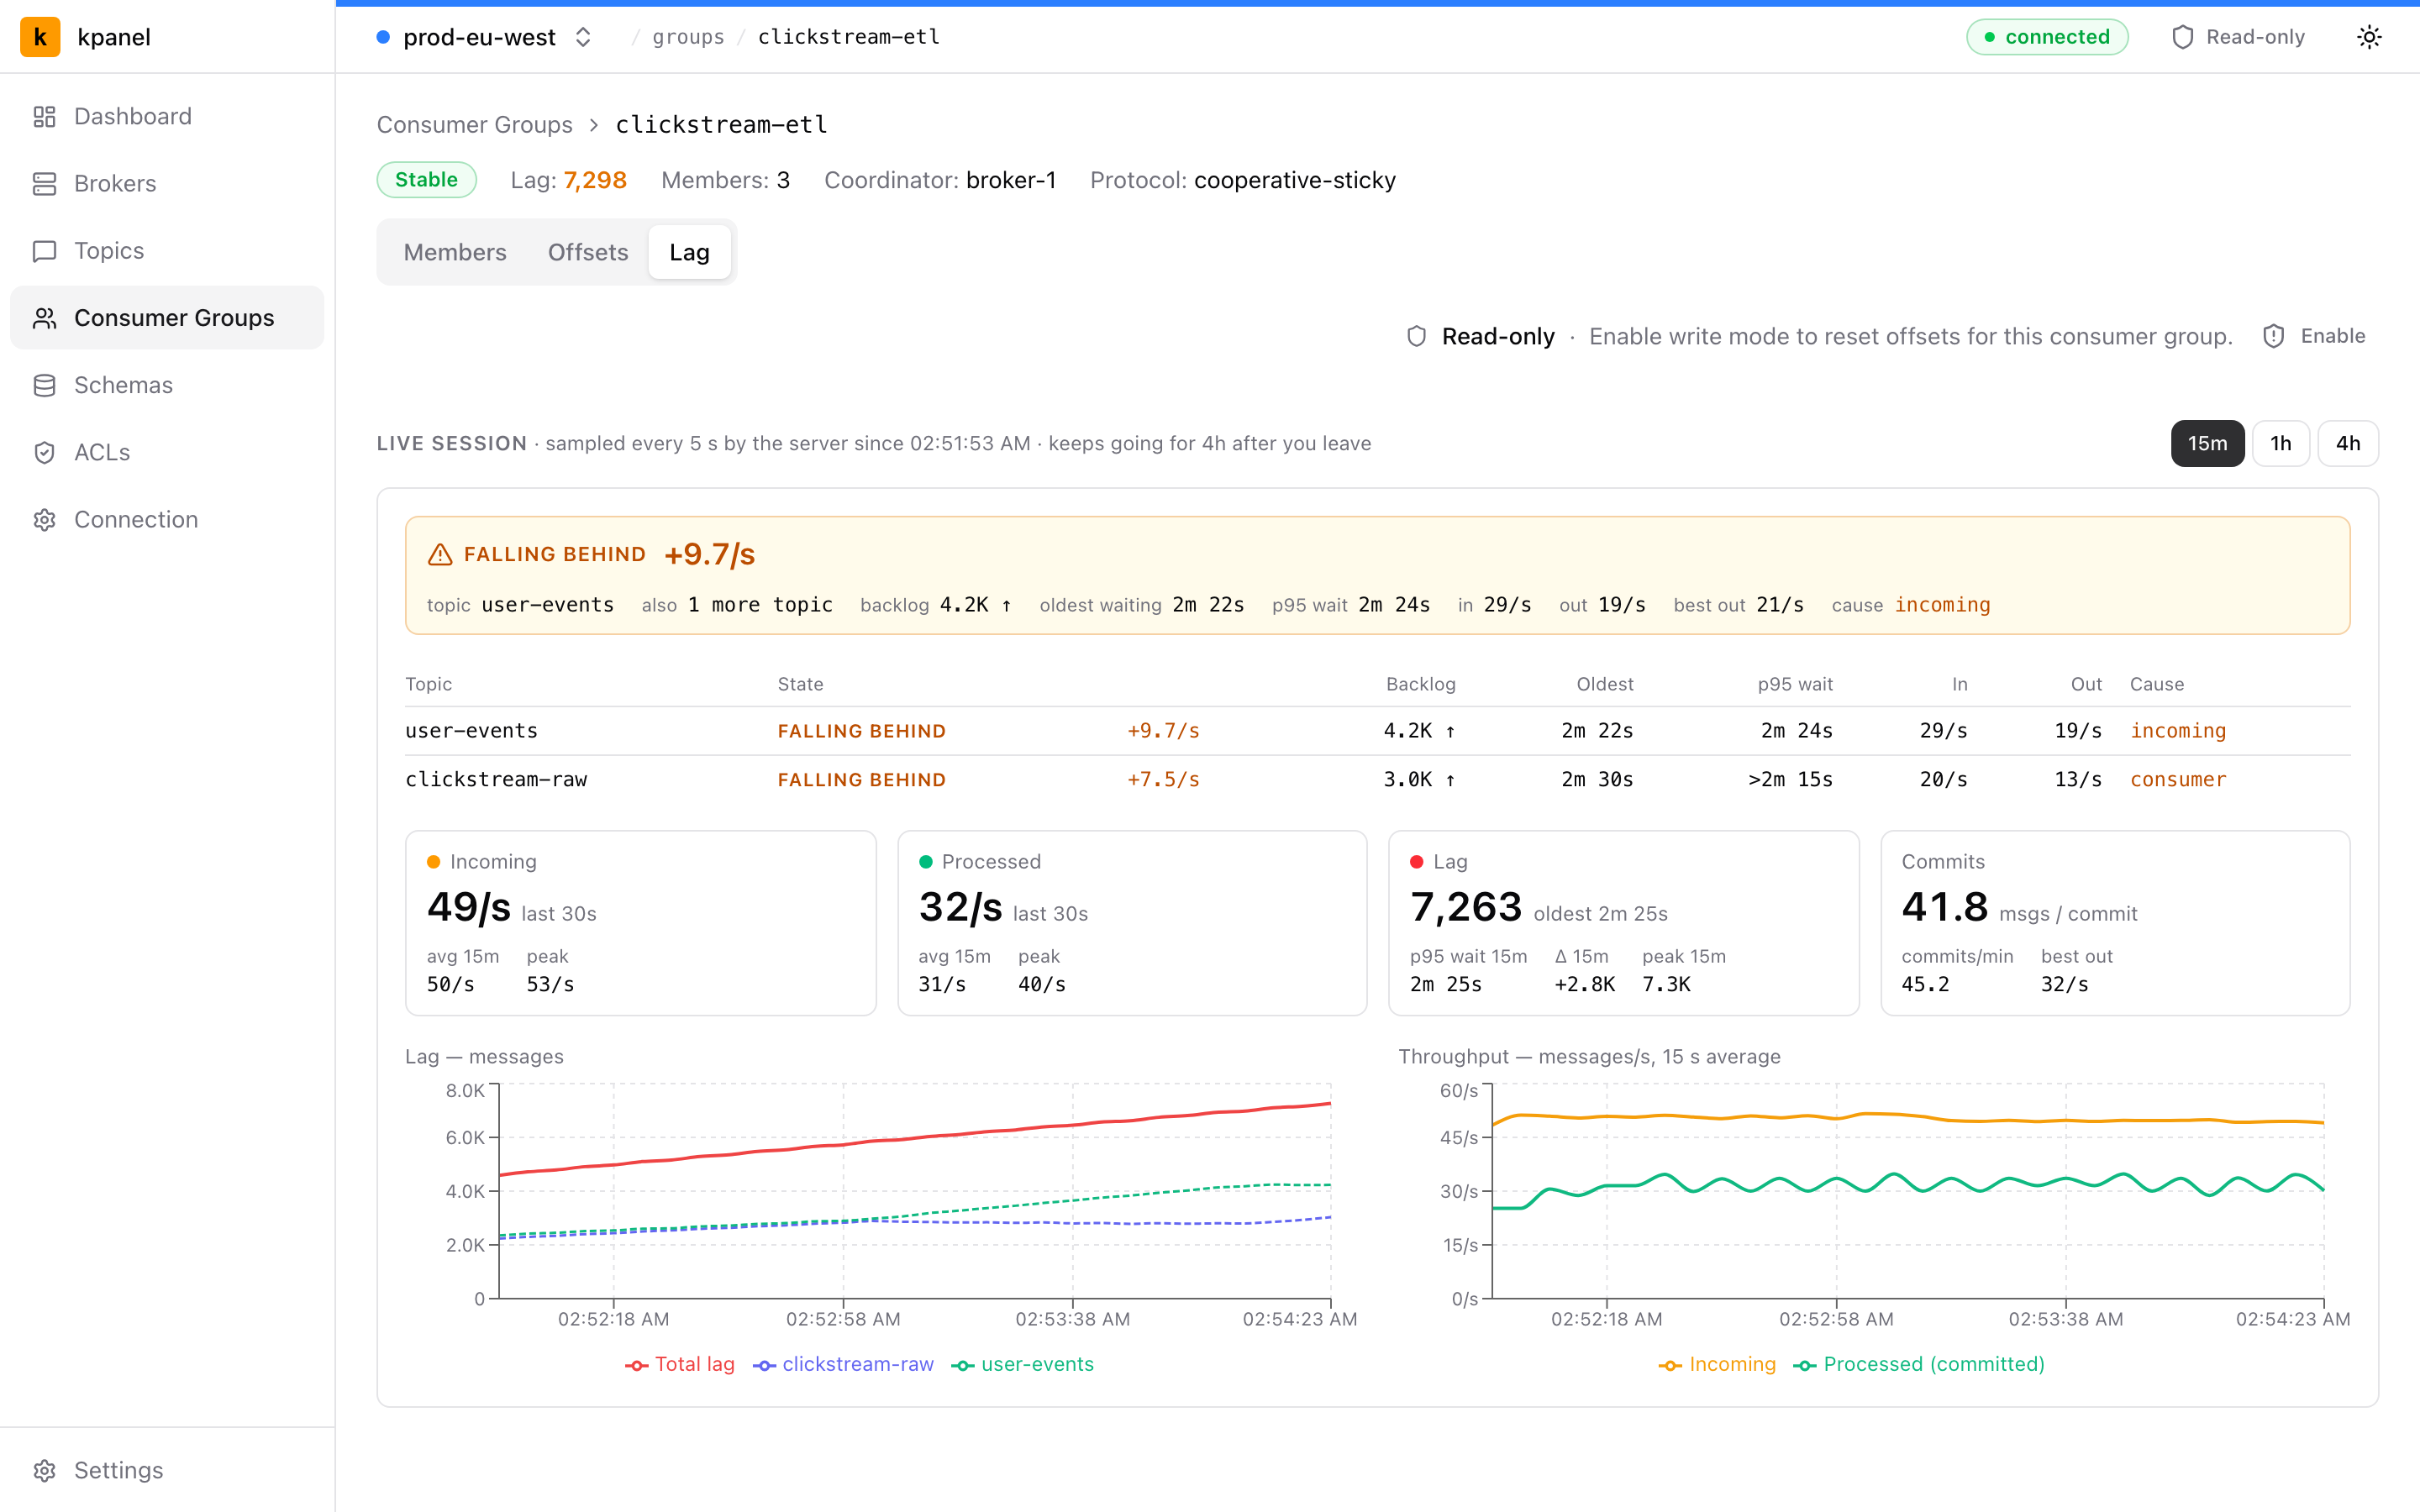 k kpanel
prod-eu-west / groups / clickstream-etl
connected
Read-only
Dashboard
Brokers
Topics
Consumer Groups
Schemas
ACLs
Connection
Settings
Consumer Groups > clickstream-etl
Stable Lag: 7,298 Members: 3 Coordinator: broker-1 Protocol: cooperative-sticky
Members Offsets Lag
Read-only · Enable write mode to reset offsets for this consumer group. Enable
LIVE SESSION · sampled every 5 s by the server since 02:51:53 AM · keeps going for 4h after you leave
15m 1h 4h
FALLING BEHIND +9.7/s
topic user-events also 1 more topic backlog 4.2K ↑ oldest waiting 2m 22s p95 wait 2m 24s in 29/s out 19/s best out 21/s cause incoming
Topic State Backlog Oldest p95 wait In Out Cause
user-events FALLING BEHIND +9.7/s 4.2K ↑ 2m 22s 2m 24s 29/s 19/s incoming
clickstream-raw FALLING BEHIND +7.5/s 3.0K ↑ 2m 30s >2m 15s 20/s 13/s consumer
Incoming
49/s last 30s
avg 15m peak
50/s 53/s
Processed
32/s last 30s
avg 15m peak
31/s 40/s
Lag
7,263 oldest 2m 25s
p95 wait 15m Δ 15m peak 15m
2m 25s +2.8K 7.3K
Commits
41.8 msgs / commit
commits/min best out
45.2 32/s
Lag — messages
8.0K
6.0K
4.0K
2.0K
0
02:52:18 AM 02:52:58 AM 02:53:38 AM 02:54:23 AM
Total lag clickstream-raw user-events
Throughput — messages/s, 15 s average
60/s
45/s
30/s
15/s
0/s
02:52:18 AM 02:52:58 AM 02:53:38 AM 02:54:23 AM
Incoming Processed (committed)